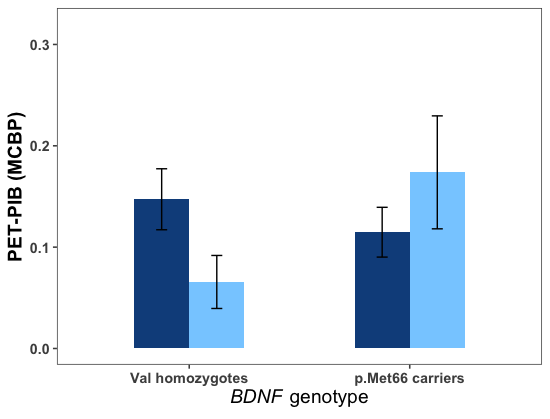 PET-PIB (MCBP)
0.3
0.2
0.1
0.0
Val homozygotes
p.Met66 carriers
BDNF genotype